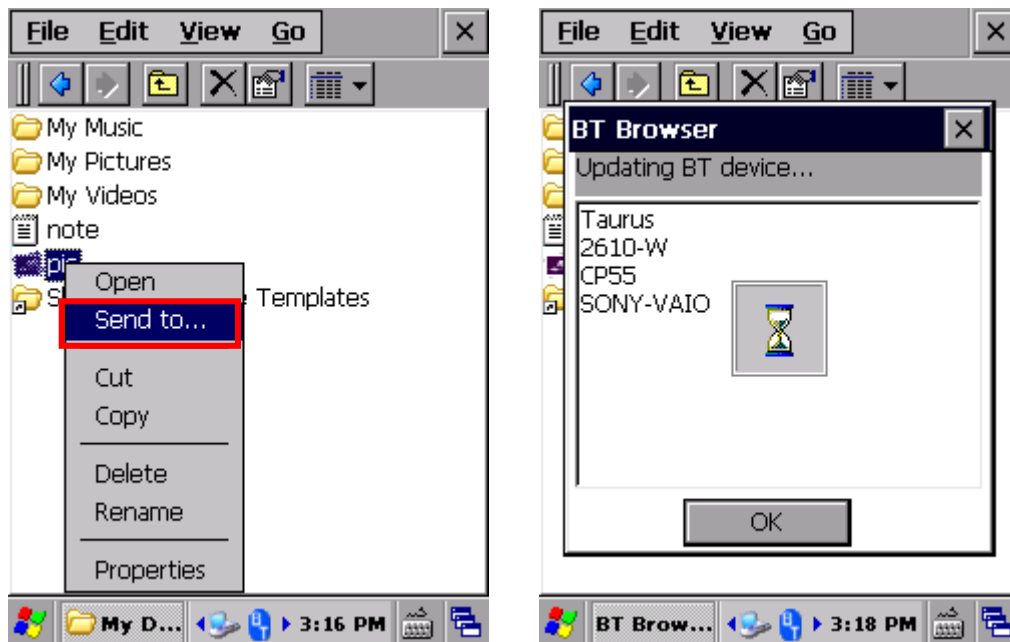 File Edit View Go
My Music
My Pictures
My Videos
note
Templates
Open
Send to...
Cut
Copy
Delete
Rename
Properties
My D... 3:16 PM
File Edit View Go
BT Browser
Updating BT device...
Taurus
2610-W
CP55
SONY-VAIO
OK
BT Brow... 3:18 PM